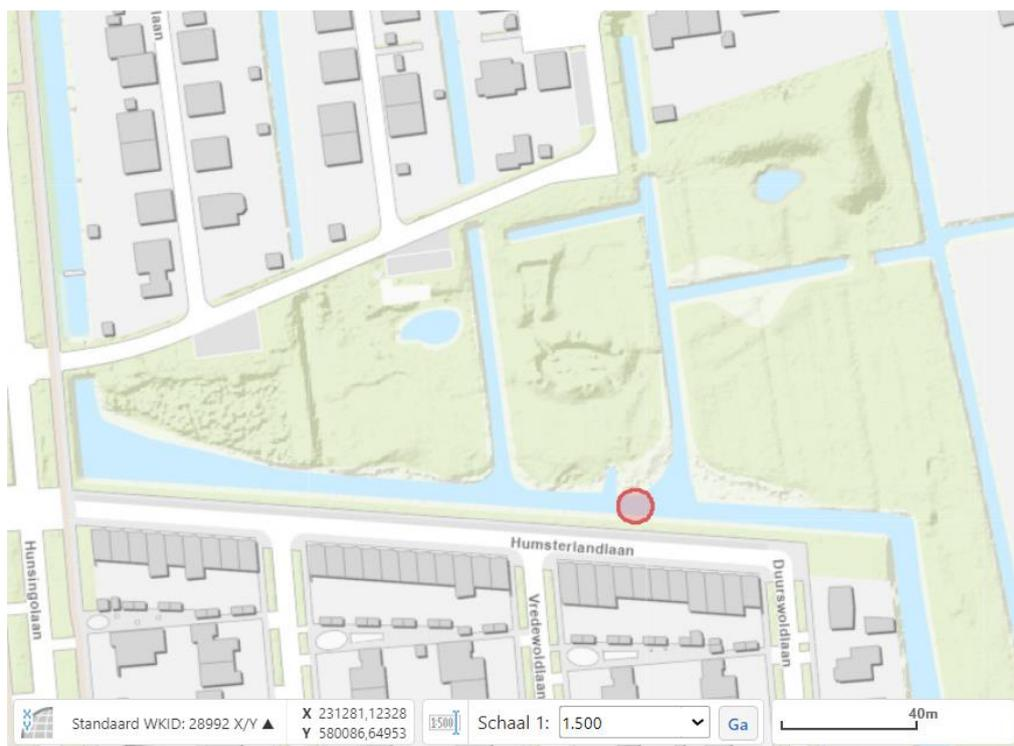 laan
Humsterlandlaan
Hunsingolaan
Vredewoldlaan
Duurswoldlaan
X Y
Standaard WKID: 28992 X/Y ▲
X 231281,12328
Y 580086,64953
1:500
Schaal 1:
1.500
Ga
40m